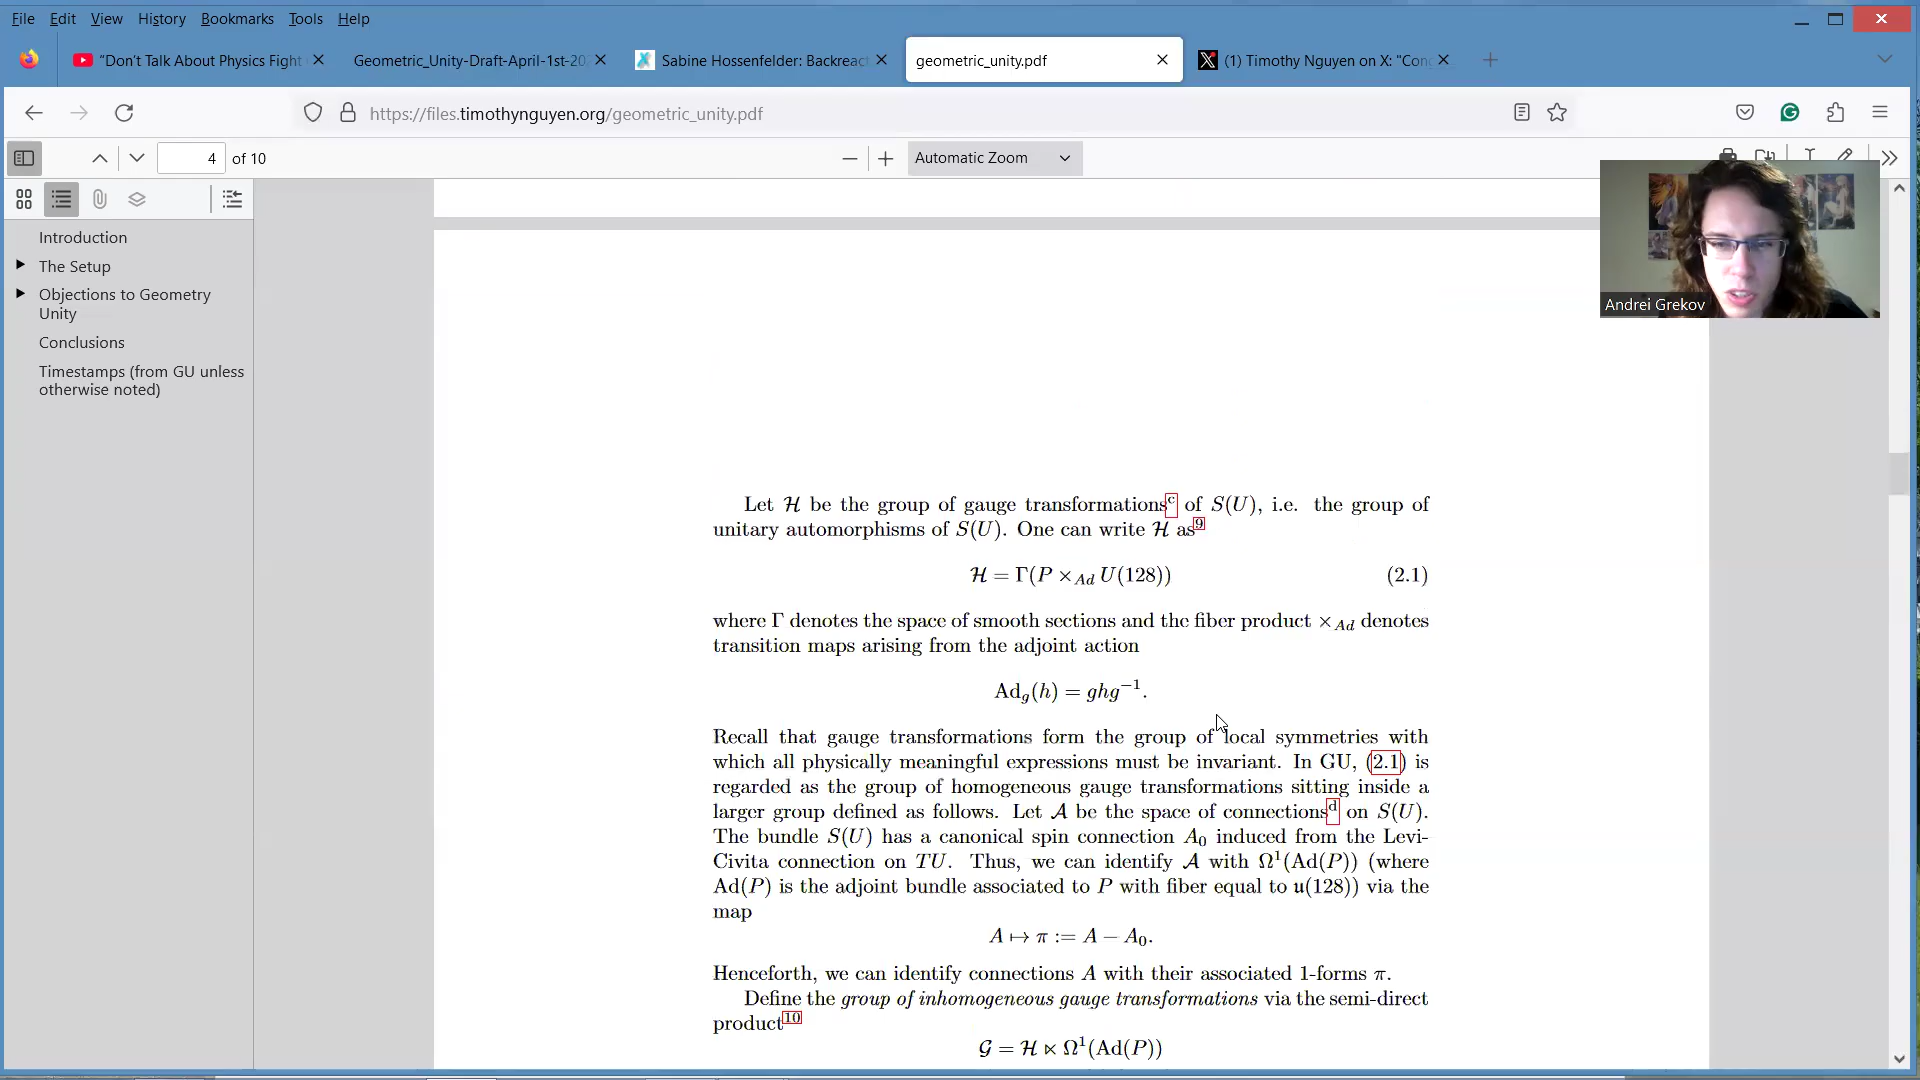 File Edit View History Bookmarks Tools Help
“Don’t Talk About Physics Fight
Geometric_Unity-Draft-April-1st-202
Sabine Hossenfelder: Backreact
geometric_unity.pdf
(1) Timothy Nguyen on X: "Conc
https://files.timothynguyen.org/geometric_unity.pdf
4 of 10
Automatic Zoom
Introduction
The Setup
Objections to Geometry
Unity
Conclusions
Timestamps (from GU unless
otherwise noted)
Andrei Grekov
Let ℋ be the group of gauge transformations^c of S(U), i.e. the group of
unitary automorphisms of S(U). One can write ℋ as^9
ℋ = Γ(P ×_Ad U(128)) (2.1)
where Γ denotes the space of smooth sections and the fiber product ×_Ad denotes
transition maps arising from the adjoint action
Ad_g(h) = ghg^−1.
Recall that gauge transformations form the group of local symmetries with
which all physically meaningful expressions must be invariant. In GU, (2.1) is
regarded as the group of homogeneous gauge transformations sitting inside a
larger group defined as follows. Let 𝒜 be the space of connections^d on S(U).
The bundle S(U) has a canonical spin connection A_0 induced from the Levi-
Civita connection on TU. Thus, we can identify 𝒜 with Ω^1(Ad(P)) (where
Ad(P) is the adjoint bundle associated to P with fiber equal to 𝔲(128)) via the
map
A ↦ π := A − A_0.
Henceforth, we can identify connections A with their associated 1-forms π.
Define the group of inhomogeneous gauge transformations via the semi-direct
product^10
𝒢 = ℋ ⋉ Ω^1(Ad(P))